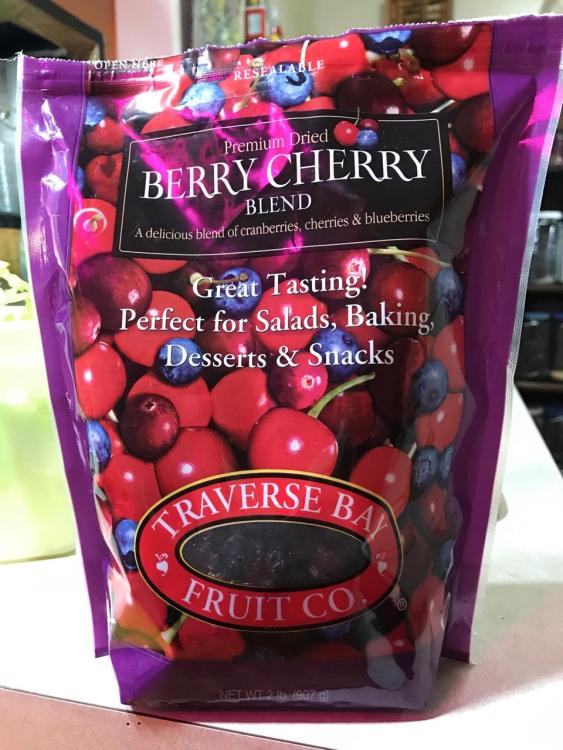 OPEN HERE
RESEALABLE
Premium Dried
BERRY CHERRY
BLEND
A delicious blend of cranberries, cherries & blueberries
Great Tasting!
Perfect for Salads, Baking,
Desserts & Snacks
TRAVERSE BAY
FRUIT CO.
®
NET WT 2 lb. (907 g)